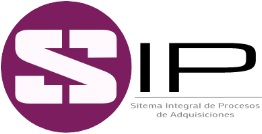 SIP
Sitema Integral de Procesos
de Adquisiciones